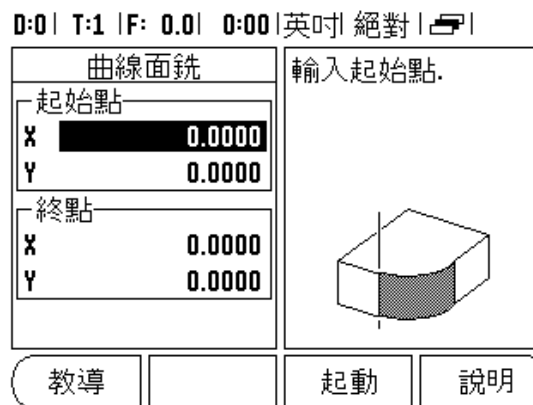 D:0 | T:1 | F: 0.0 | 0:00 | 英吋 | 絕對 |
曲線面銑
起始點
X 0.0000
Y 0.0000
終點
X 0.0000
Y 0.0000
輸入起始點.
教導
起動
說明